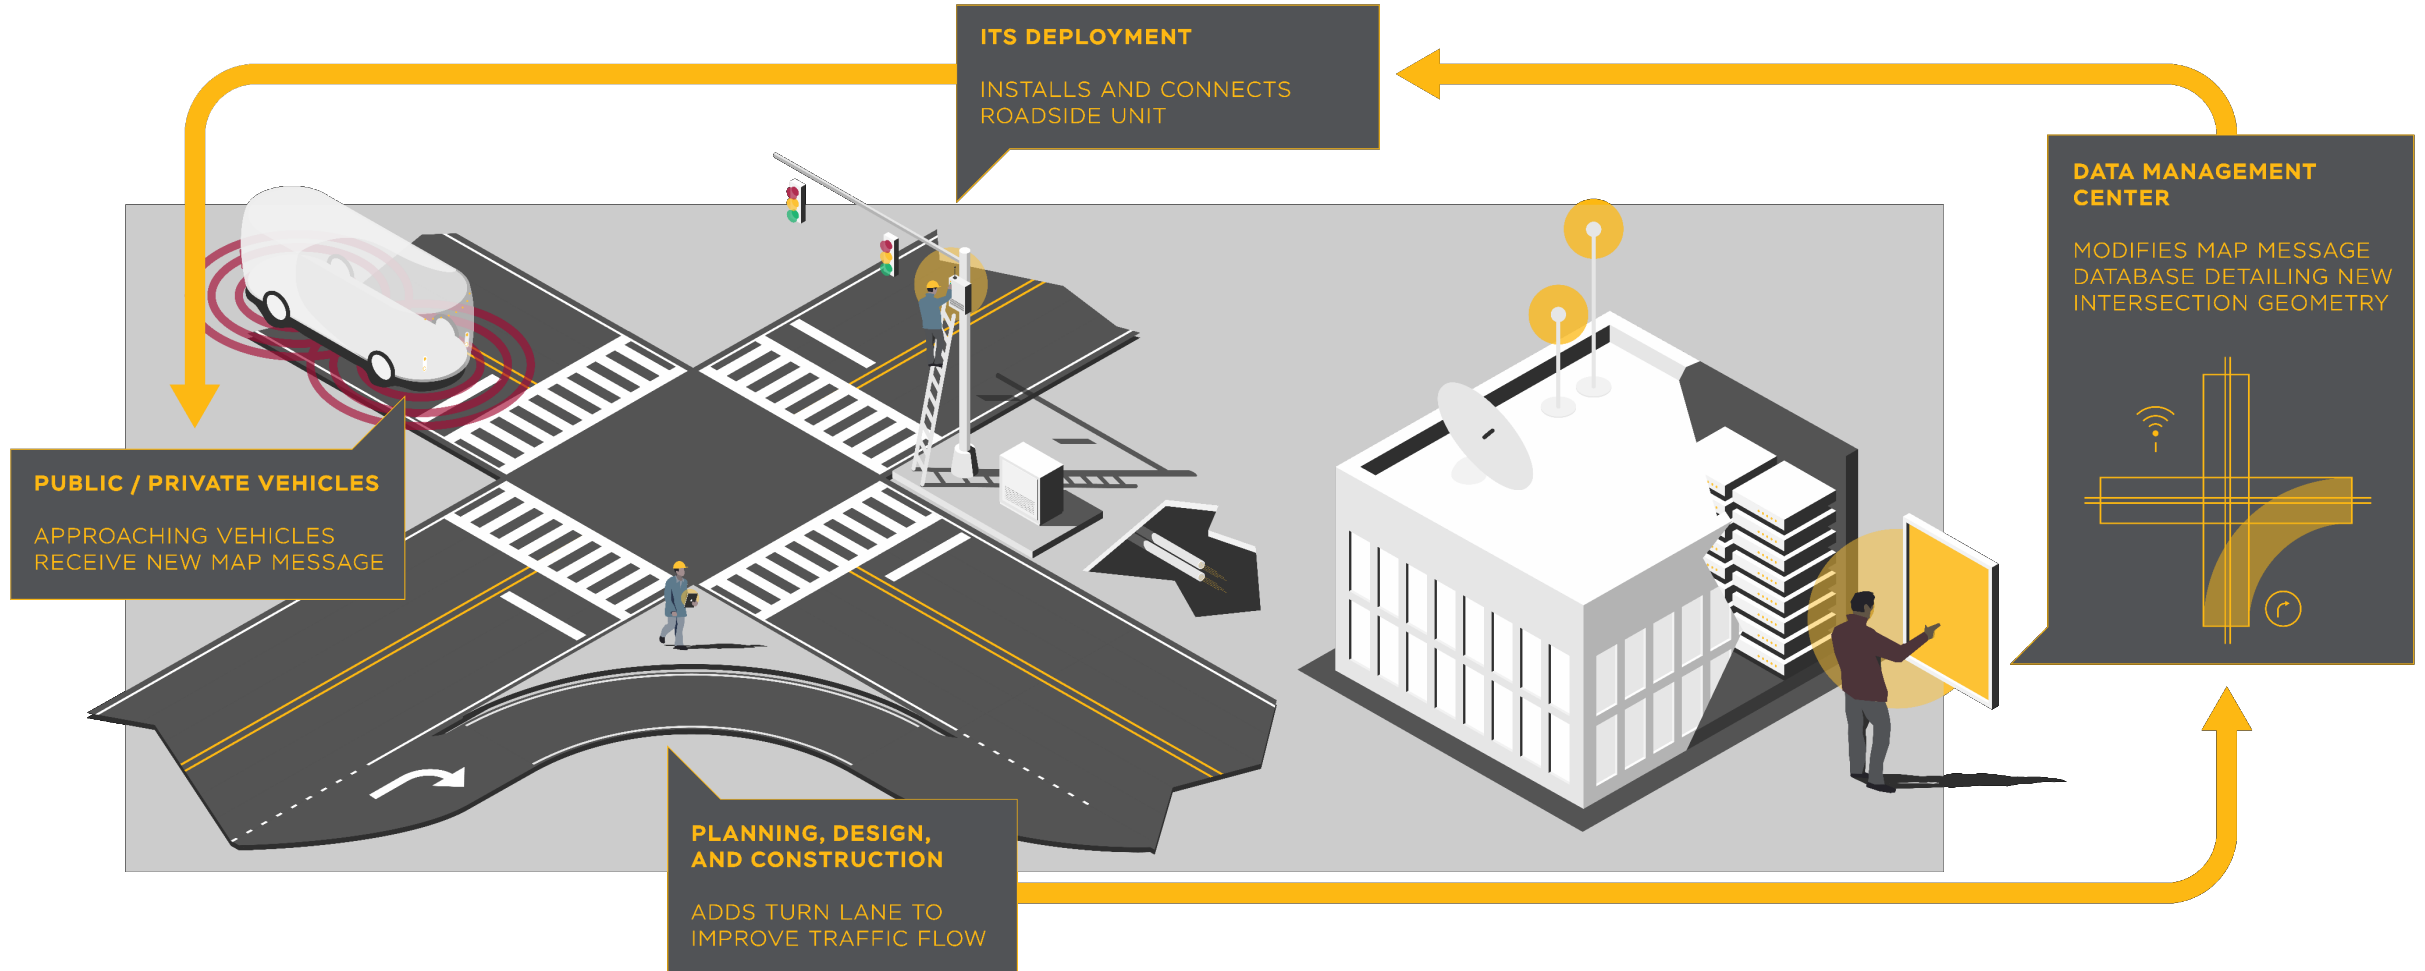 ITS DEPLOYMENT
INSTALLS AND CONNECTS
ROADSIDE UNIT
DATA MANAGEMENT
CENTER
MODIFIES MAP MESSAGE
DATABASE DETAILING NEW
INTERSECTION GEOMETRY
PUBLIC / PRIVATE VEHICLES
APPROACHING VEHICLES
RECEIVE NEW MAP MESSAGE
PLANNING, DESIGN,
AND CONSTRUCTION
ADDS TURN LANE TO
IMPROVE TRAFFIC FLOW